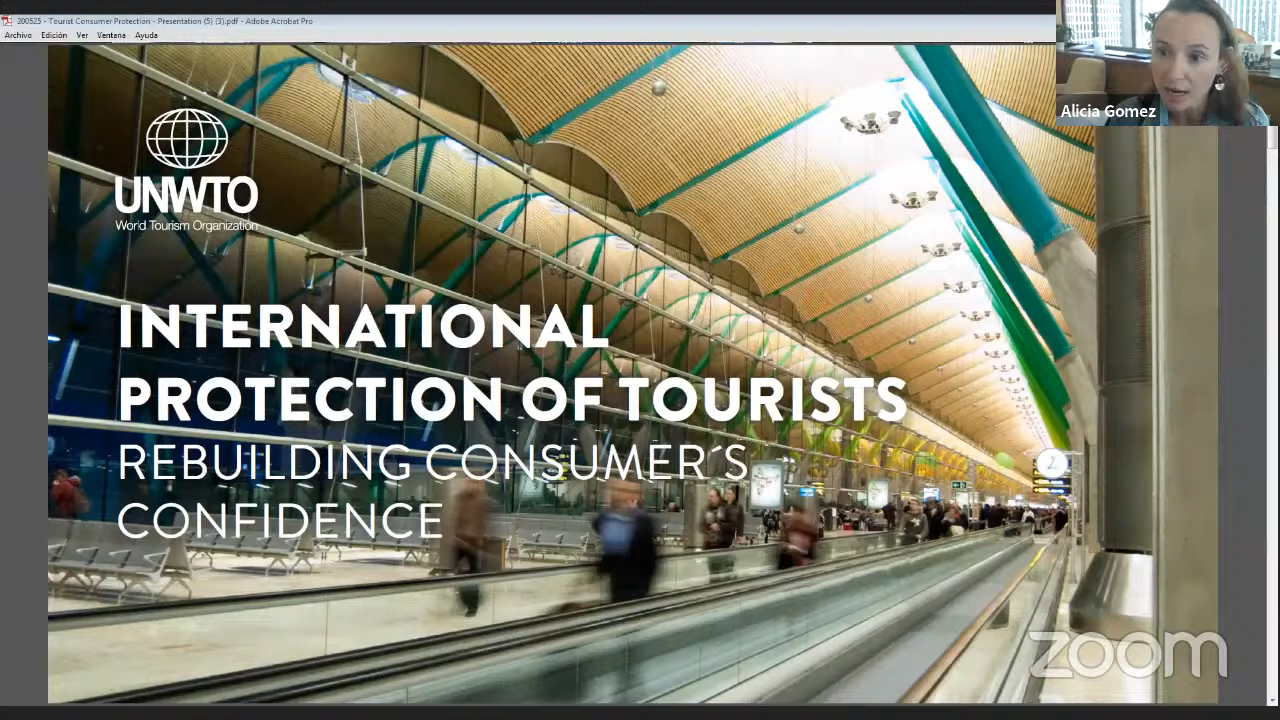 200525 - Tourist Consumer Protection - Presentation (5) (3).pdf - Adobe Acrobat Pro
Archivo Edición Ver Ventana Ayuda
Alicia Gomez
UNWTO
World Tourism Organization
INTERNATIONAL
PROTECTION OF TOURISTS
REBUILDING CONSUMER´S
CONFIDENCE
2
zoom